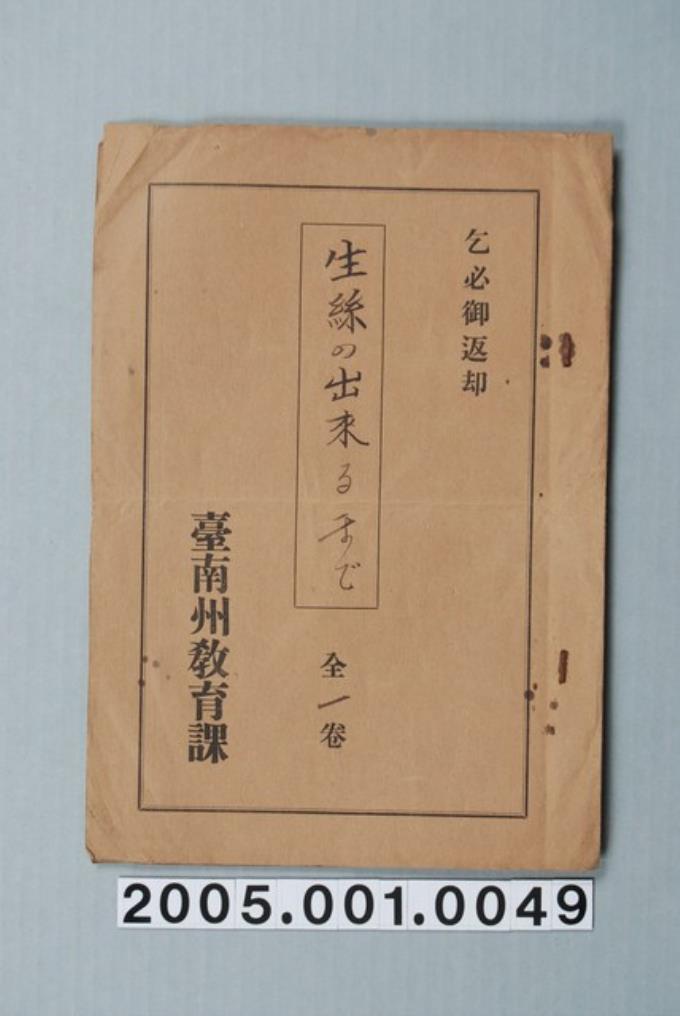 乞必御返却
生絲の出来るまで
全一卷
臺南州教育課
2005.001.0049